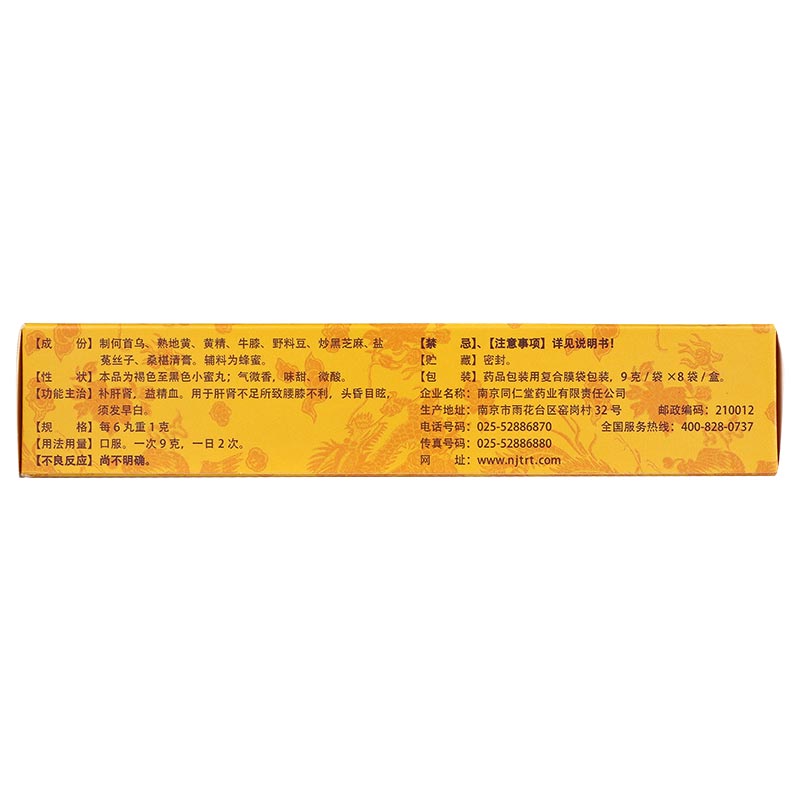 【成　份】制何首乌、熟地黄、黄精、牛膝、野料豆、炒黑芝麻、盐
菟丝子、桑椹清膏。辅料为蜂蜜。
【性　状】本品为褐色至黑色小蜜丸；气微香，味甜、微酸。
【功能主治】补肝肾，益精血。用于肝肾不足所致腰膝不利，头昏目眩，
须发早白。
【规　格】每6丸重1克
【用法用量】口服。一次9克，一日2次。
【不良反应】尚不明确。
【禁　忌】、【注意事项】详见说明书！
【贮　藏】密封。
【包　装】药品包装用复合膜袋包装，9克/袋×8袋/盒。
企业名称：南京同仁堂药业有限责任公司
生产地址：南京市雨花台区窑岗村32号　邮政编码：210012
电话号码：025-52886870　全国服务热线：400-828-0737
传真号码：025-52886880
网　址：www.njtrt.com